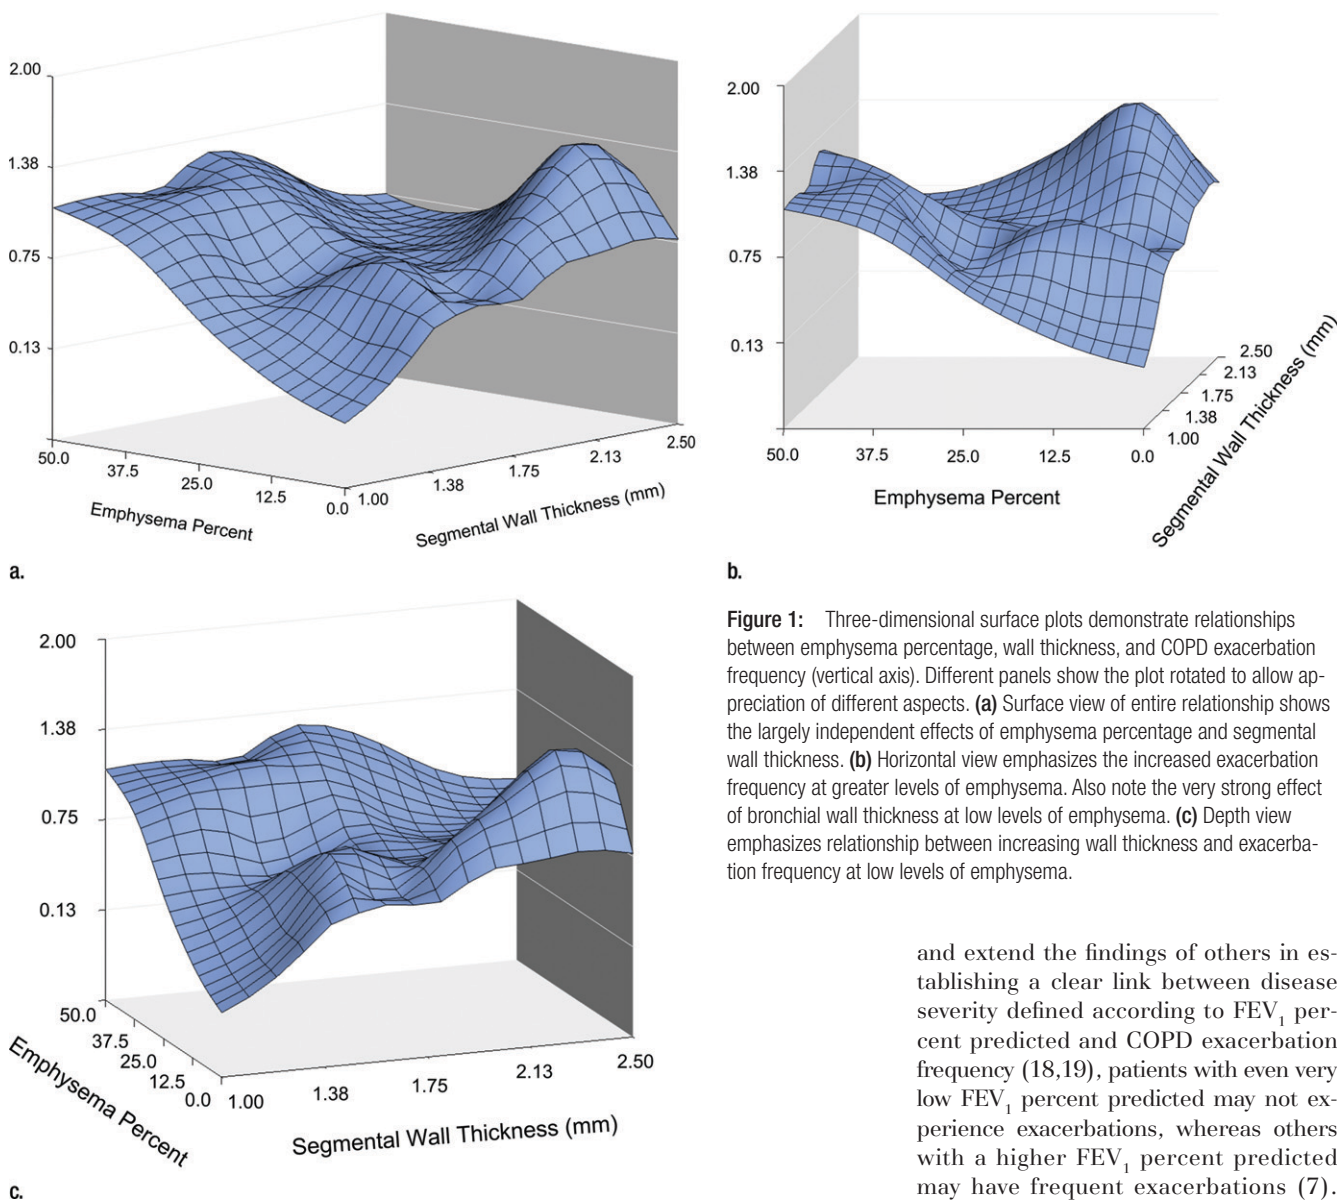 2.00
1.38
0.75
0.13
50.0
37.5
25.0
12.5
0.0
1.00
1.38
1.75
2.13
2.50
Emphysema Percent
Segmental Wall Thickness (mm)
a.
2.00
1.38
0.75
0.13
50.0
37.5
25.0
12.5
0.0
2.50
2.13
1.75
1.38
1.00
Emphysema Percent
Segmental Wall Thickness (mm)
b.
2.00
1.38
0.75
0.13
50.0
37.5
25.0
12.5
0.0
1.00
1.38
1.75
2.13
2.50
Emphysema Percent
Segmental Wall Thickness (mm)
c.
Figure 1: Three-dimensional surface plots demonstrate relationships
between emphysema percentage, wall thickness, and COPD exacerbation
frequency (vertical axis). Different panels show the plot rotated to allow ap-
preciation of different aspects. (a) Surface view of entire relationship shows
the largely independent effects of emphysema percentage and segmental
wall thickness. (b) Horizontal view emphasizes the increased exacerbation
frequency at greater levels of emphysema. Also note the very strong effect
of bronchial wall thickness at low levels of emphysema. (c) Depth view
emphasizes relationship between increasing wall thickness and exacerba-
tion frequency at low levels of emphysema.
and extend the findings of others in es-
tablishing a clear link between disease
severity defined according to FEV₁ per-
cent predicted and COPD exacerbation
frequency (18,19), patients with even very
low FEV₁ percent predicted may not ex-
perience exacerbations, whereas others
with a higher FEV₁ percent predicted
may have frequent exacerbations (7).